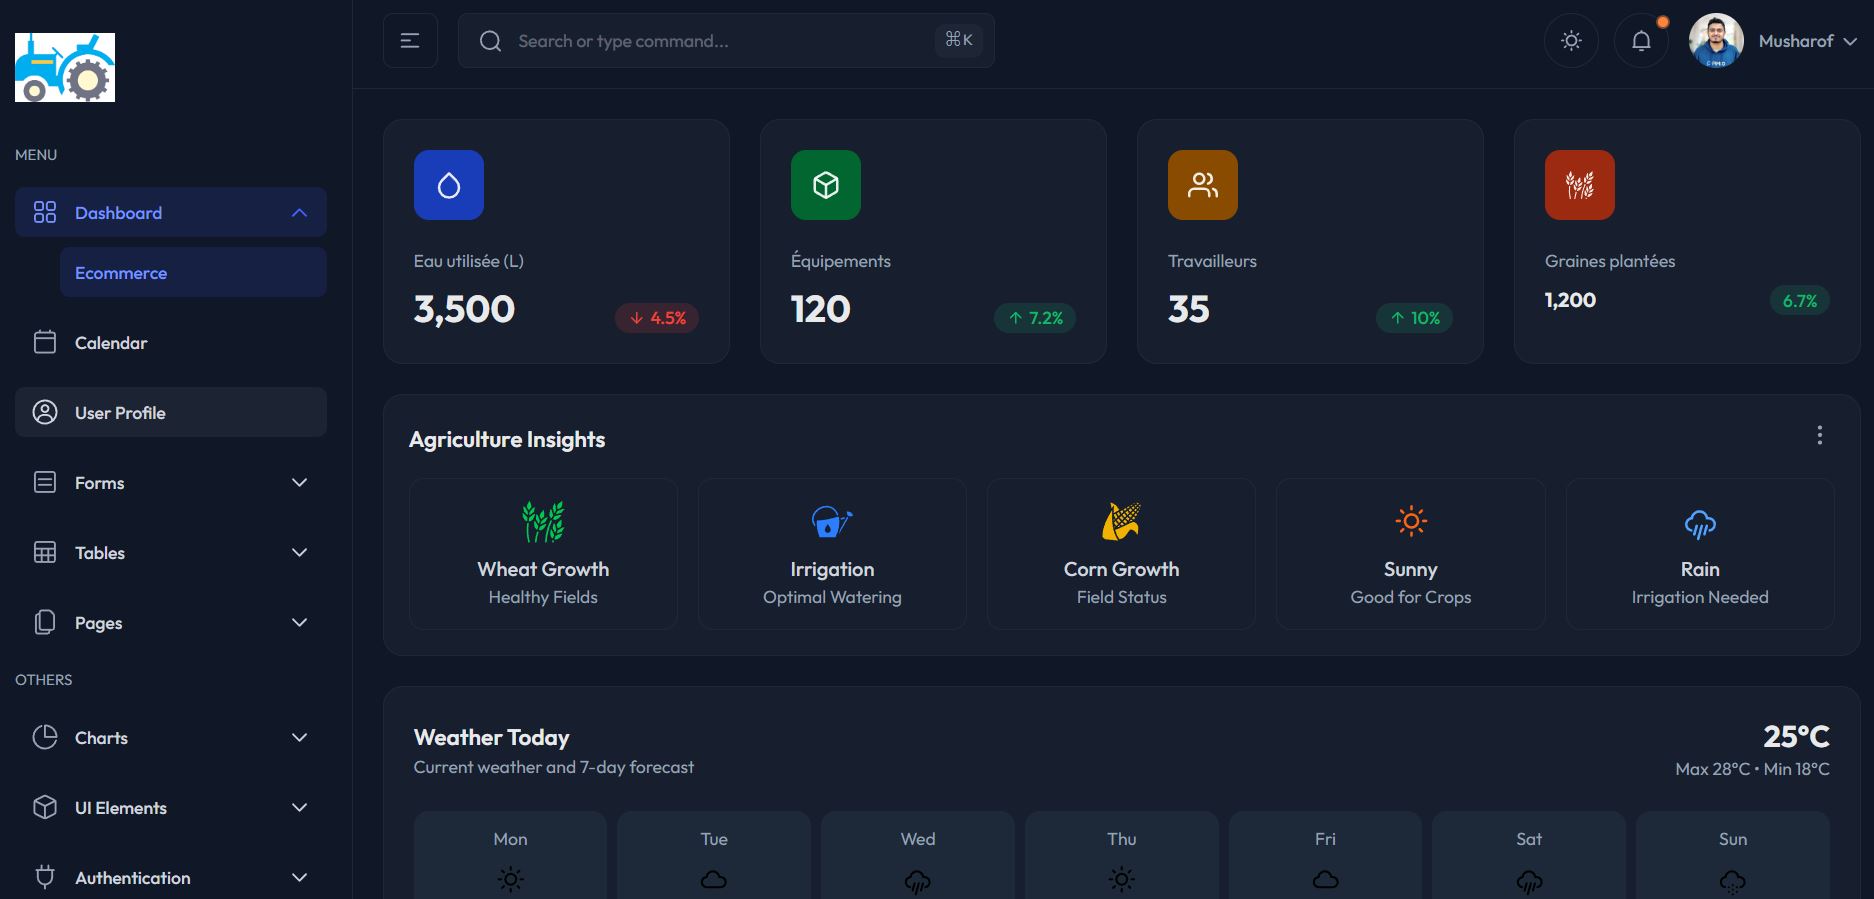 Search or type command...
⌘K
Musharof
MENU
Dashboard
Ecommerce
Calendar
User Profile
Forms
Tables
Pages
OTHERS
Charts
UI Elements
Authentication
Eau utilisée (L)
3,500
↓ 4.5%
Équipements
120
↑ 7.2%
Travailleurs
35
↑ 10%
Graines plantées
1,200
6.7%
Agriculture Insights
Wheat Growth
Healthy Fields
Irrigation
Optimal Watering
Corn Growth
Field Status
Sunny
Good for Crops
Rain
Irrigation Needed
Weather Today
Current weather and 7-day forecast
25°C
Max 28°C • Min 18°C
Mon
Tue
Wed
Thu
Fri
Sat
Sun